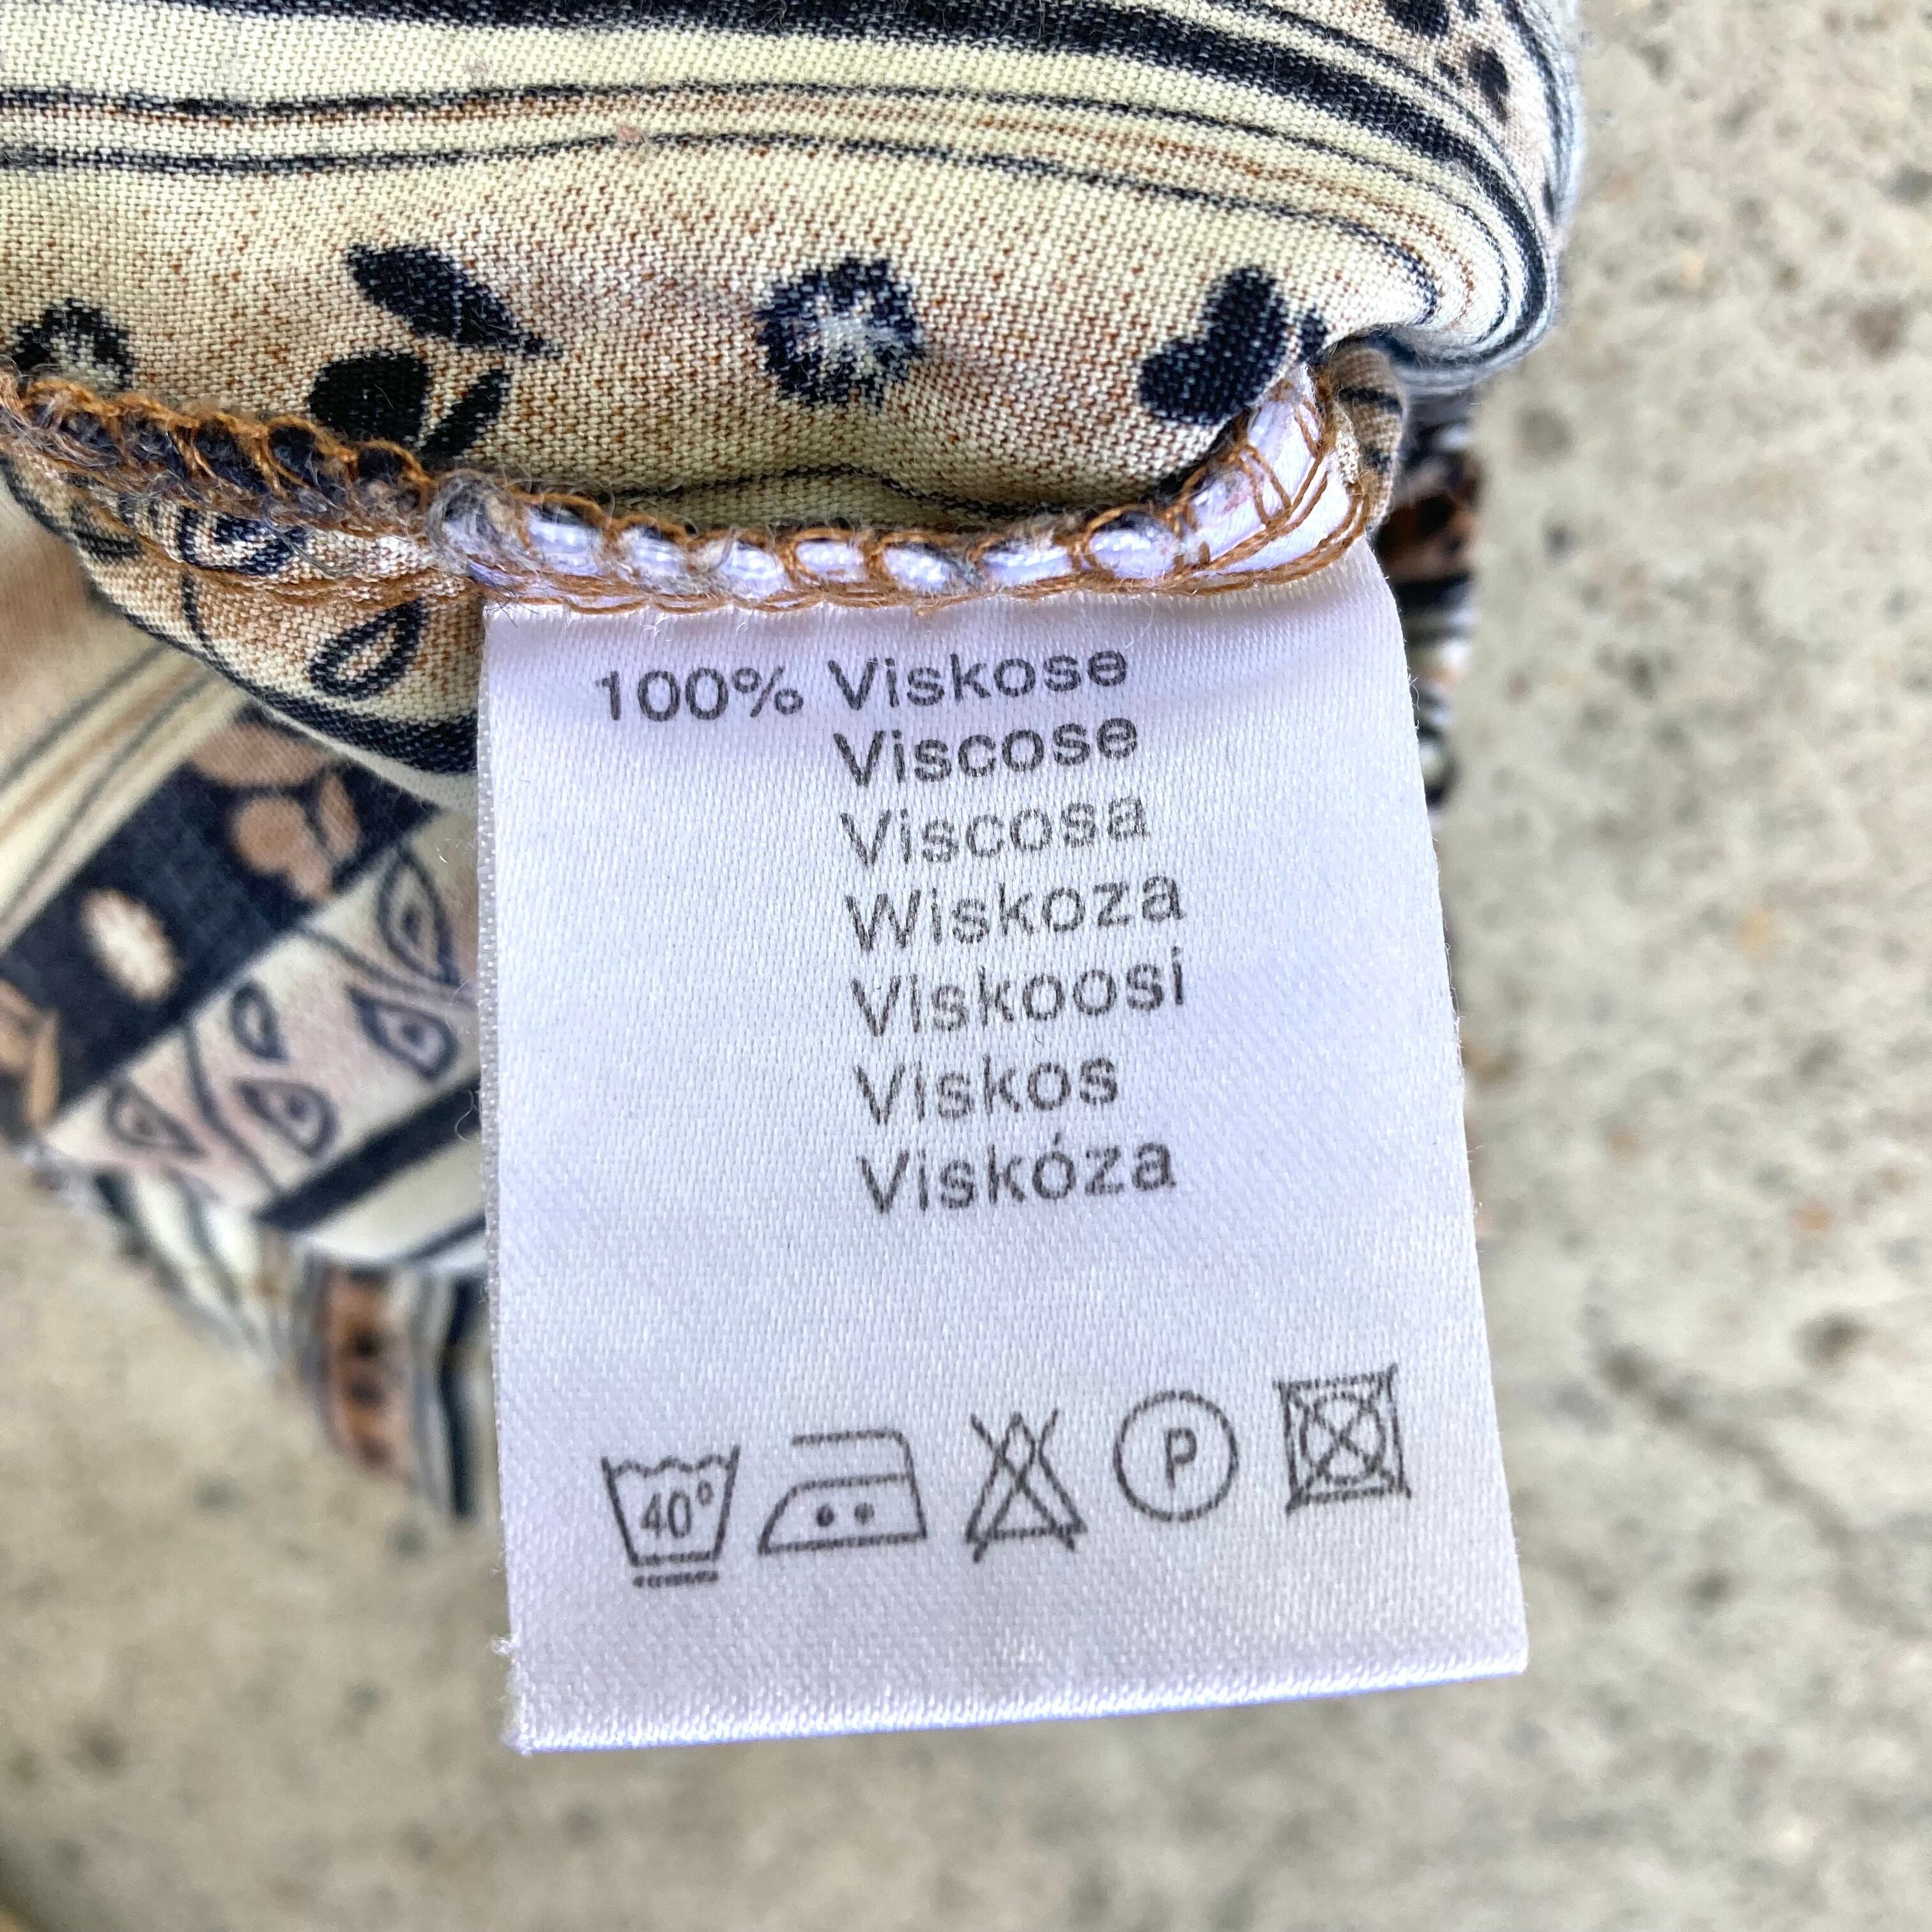 100% Viskose
Viscose
Viscosa
Wiskoza
Viskoosi
Viskos
Viskóza
40° P